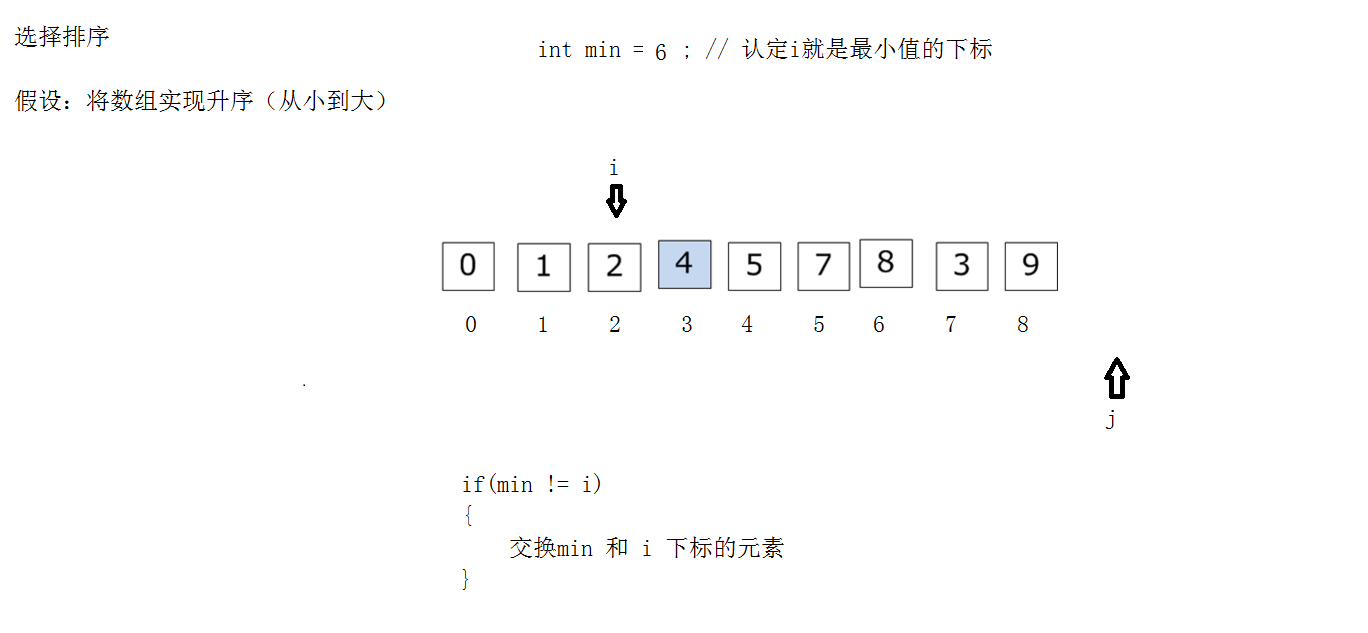 选择排序
int min = 6 ; // 认定i就是最小值的下标
假设：将数组实现升序（从小到大）
i
0 1 2 4 5 7 8 3 9
0 1 2 3 4 5 6 7 8
j
if(min != i)
{
交换min 和 i 下标的元素
}